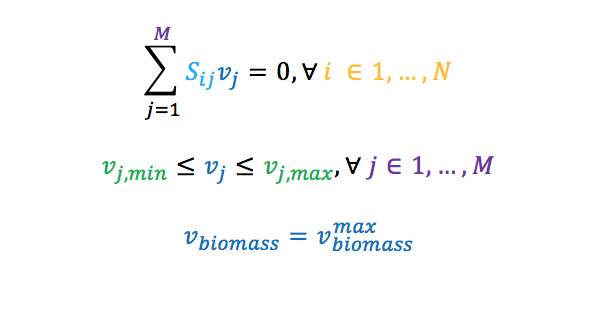 ∑_{j=1}^{M} S_{ij}v_j = 0, ∀ i ∈ 1, … , N
v_{j,min} ≤ v_j ≤ v_{j,max}, ∀ j ∈ 1, … , M
v_{biomass} = v_{biomass}^{max}